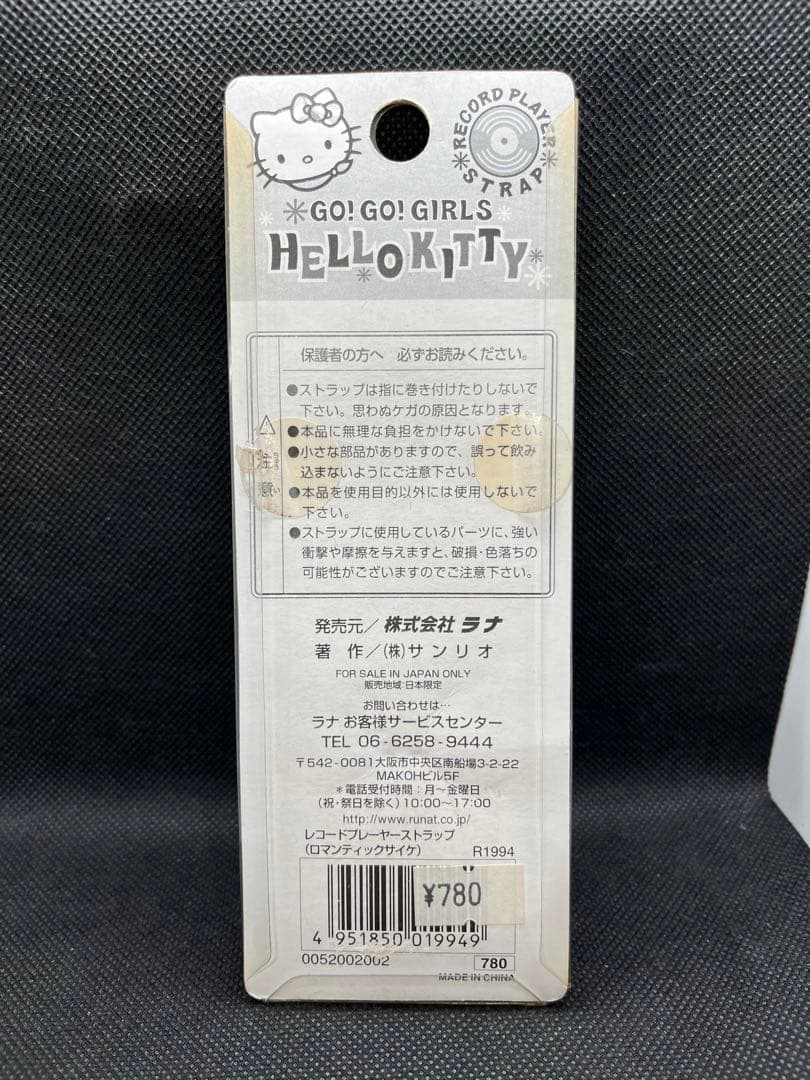 RECORD PLAYER
STRAP
GO! GO! GIRLS
HELLO KITTY
保護者の方へ 必ずお読みください。
⚠注意
ちゅうい
●ストラップは指に巻き付けたりしないで
下さい。思わぬケガの原因となります。
●本品に無理な負担をかけないで下さい。
●小さな部品がありますので、誤って飲み
込まないようにご注意下さい。
●本品を使用目的以外には使用しないで
下さい。
●ストラップに使用しているパーツに、強い
衝撃や摩擦を与えますと、破損・色落ちの
可能性がございますのでご注意下さい。
発売元/株式会社 ラナ
著 作/(株)サンリオ
FOR SALE IN JAPAN ONLY
販売地域:日本限定
お問い合わせは…
ラナ お客様サービスセンター
TEL 06-6258-9444
〒542-0081大阪市中央区南船場3-2-22
MAKOHビル5F
*電話受付時間:月~金曜日
(祝・祭日を除く)10:00~17:00
http://www.runat.co.jp/
レコードプレーヤーストラップ
(ロマンティックサイケ) R1994
¥780
4 951850 019949
0052002002 780
MADE IN CHINA